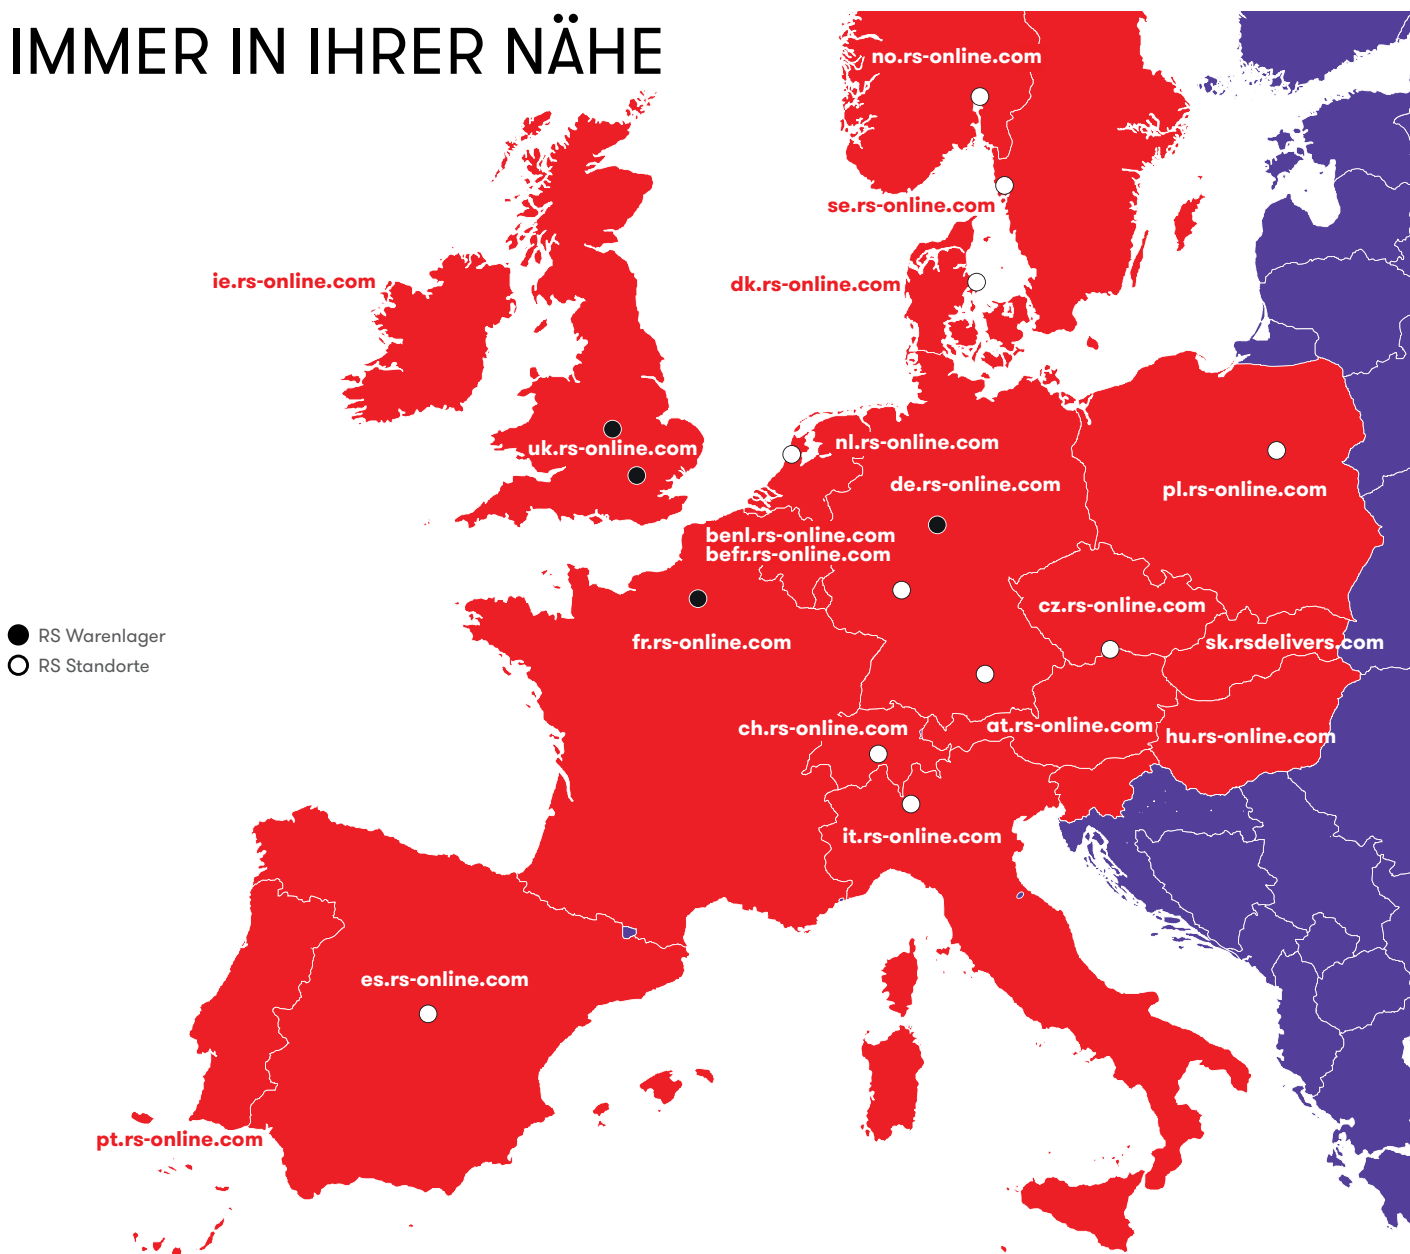 IMMER IN IHRER NÄHE
no.rs-online.com
se.rs-online.com
ie.rs-online.com
dk.rs-online.com
uk.rs-online.com
nl.rs-online.com
de.rs-online.com
pl.rs-online.com
benl.rs-online.com
befr.rs-online.com
cz.rs-online.com
fr.rs-online.com
sk.rsdelivers.com
RS Warenlager
RS Standorte
ch.rs-online.com
at.rs-online.com
hu.rs-online.com
it.rs-online.com
es.rs-online.com
pt.rs-online.com